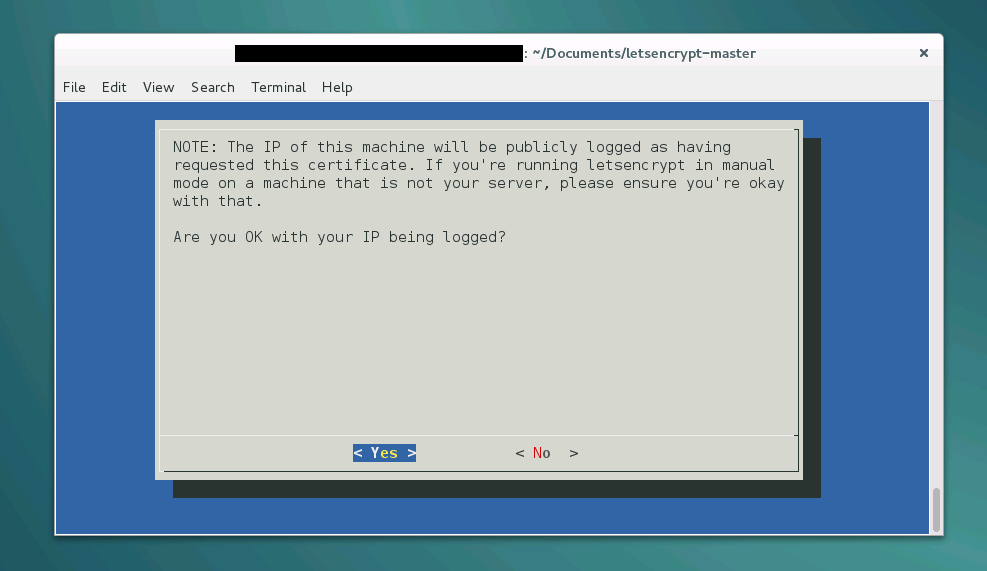 : ~/Documents/letsencrypt-master
×
File Edit View Search Terminal Help
NOTE: The IP of this machine will be publicly logged as having
requested this certificate. If you're running letsencrypt in manual
mode on a machine that is not your server, please ensure you're okay
with that.
Are you OK with your IP being logged?
< Yes > < No >